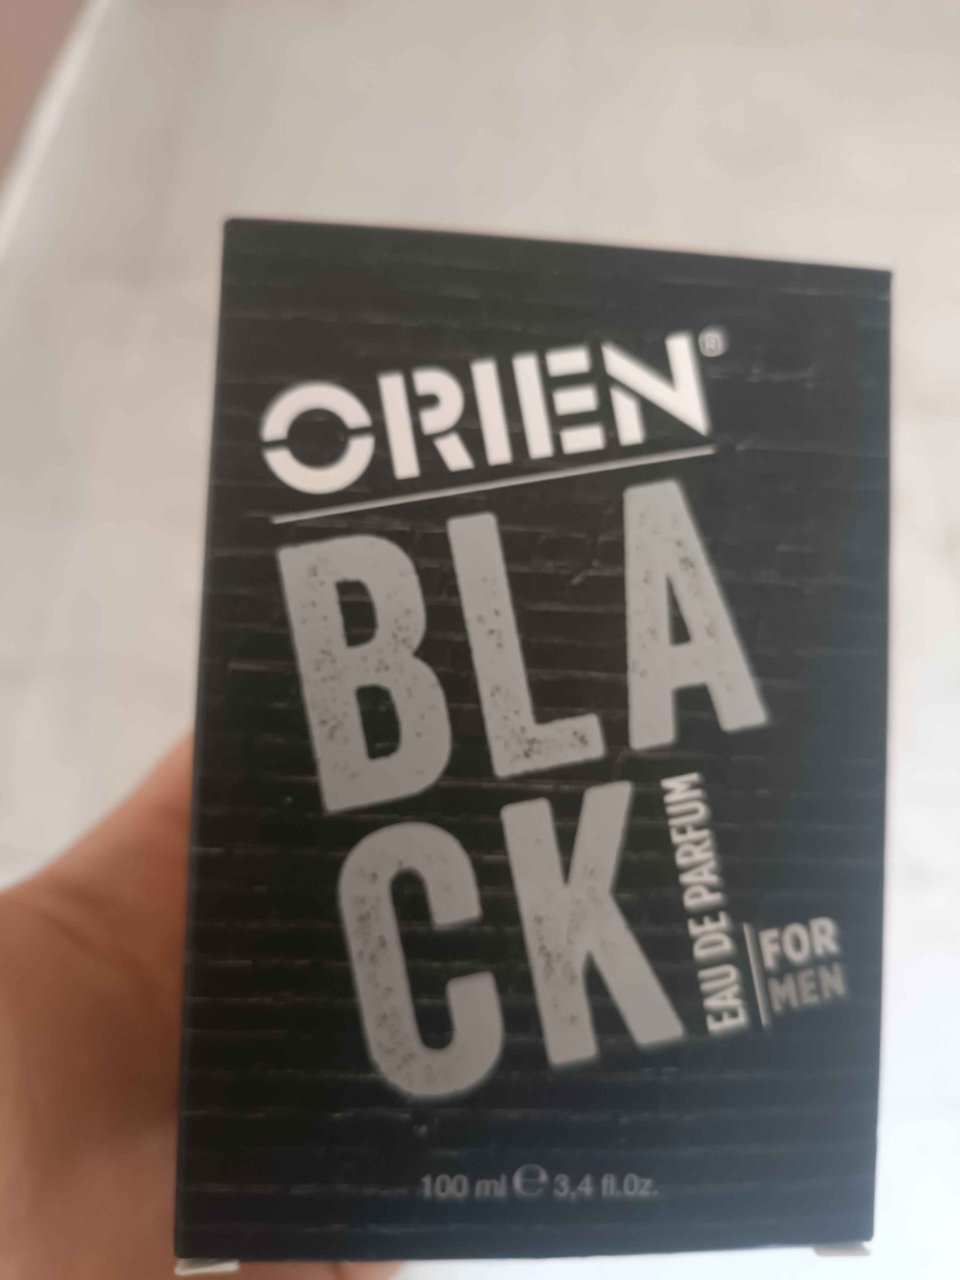 ORIEN®
BLA
CK
EAU DE PARFUM
FOR
MEN
100 ml ℮ 3,4 fl.Oz.